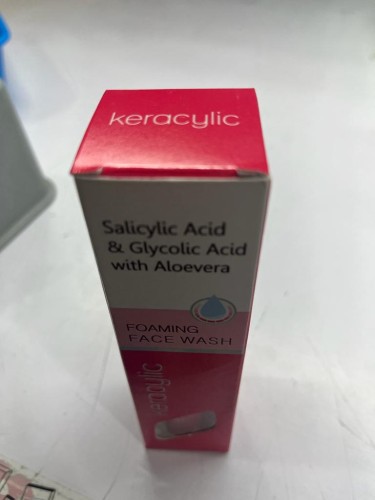 keracylic
Salicylic Acid
& Glycolic Acid
with Aloevera
FOAMING
FACE WASH
keracylic